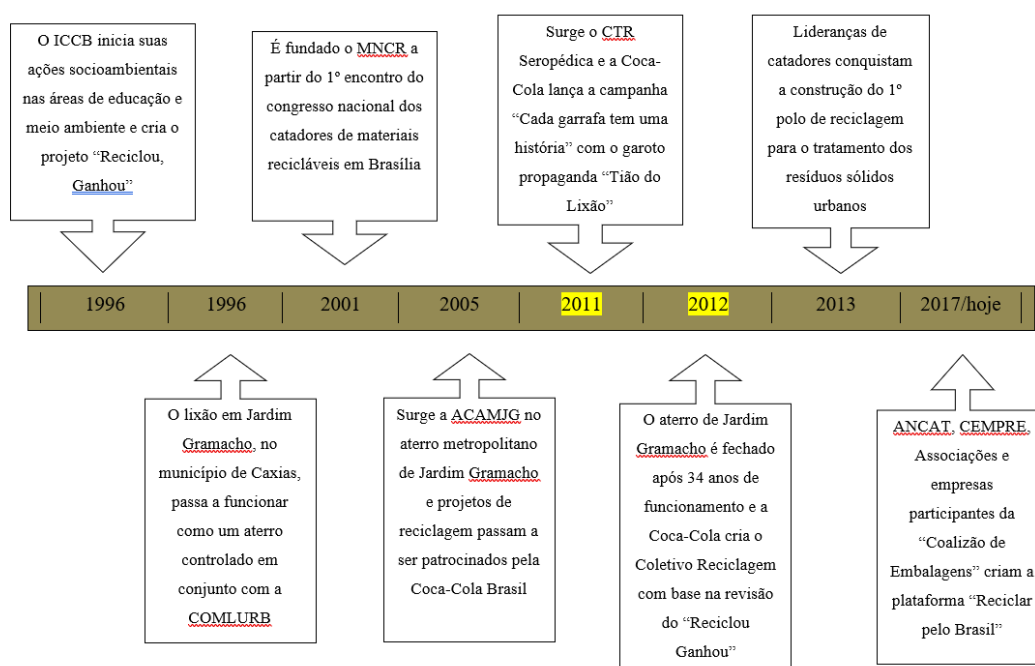 O ICCB inicia suas
ações socioambientais
nas áreas de educação e
meio ambiente e cria o
projeto “Reciclou,
Ganhou”
É fundado o MNCR a
partir do 1º encontro do
congresso nacional dos
catadores de materiais
recicláveis em Brasília
Surge o CTR
Seropédica e a Coca-
Cola lança a campanha
“Cada garrafa tem uma
história” com o garoto
propaganda “Tião do
Lixão”
Lideranças de
catadores conquistam
a construção do 1º
polo de reciclagem
para o tratamento dos
resíduos sólidos
urbanos
1996 1996 2001 2005 2011 2012 2013 2017/hoje
O lixão em Jardim
Gramacho, no
município de Caxias,
passa a funcionar
como um aterro
controlado em
conjunto com a
COMLURB
Surge a ACAMJG no
aterro metropolitano
de Jardim Gramacho
e projetos de
reciclagem passam a
ser patrocinados pela
Coca-Cola Brasil
O aterro de Jardim
Gramacho é fechado
após 34 anos de
funcionamento e a
Coca-Cola cria o
Coletivo Reciclagem
com base na revisão
do “Reciclou
Ganhou”
ANCAT, CEMPRE,
Associações e
empresas
participantes da
“Coalizão de
Embalagens” criam a
plataforma “Reciclar
pelo Brasil”